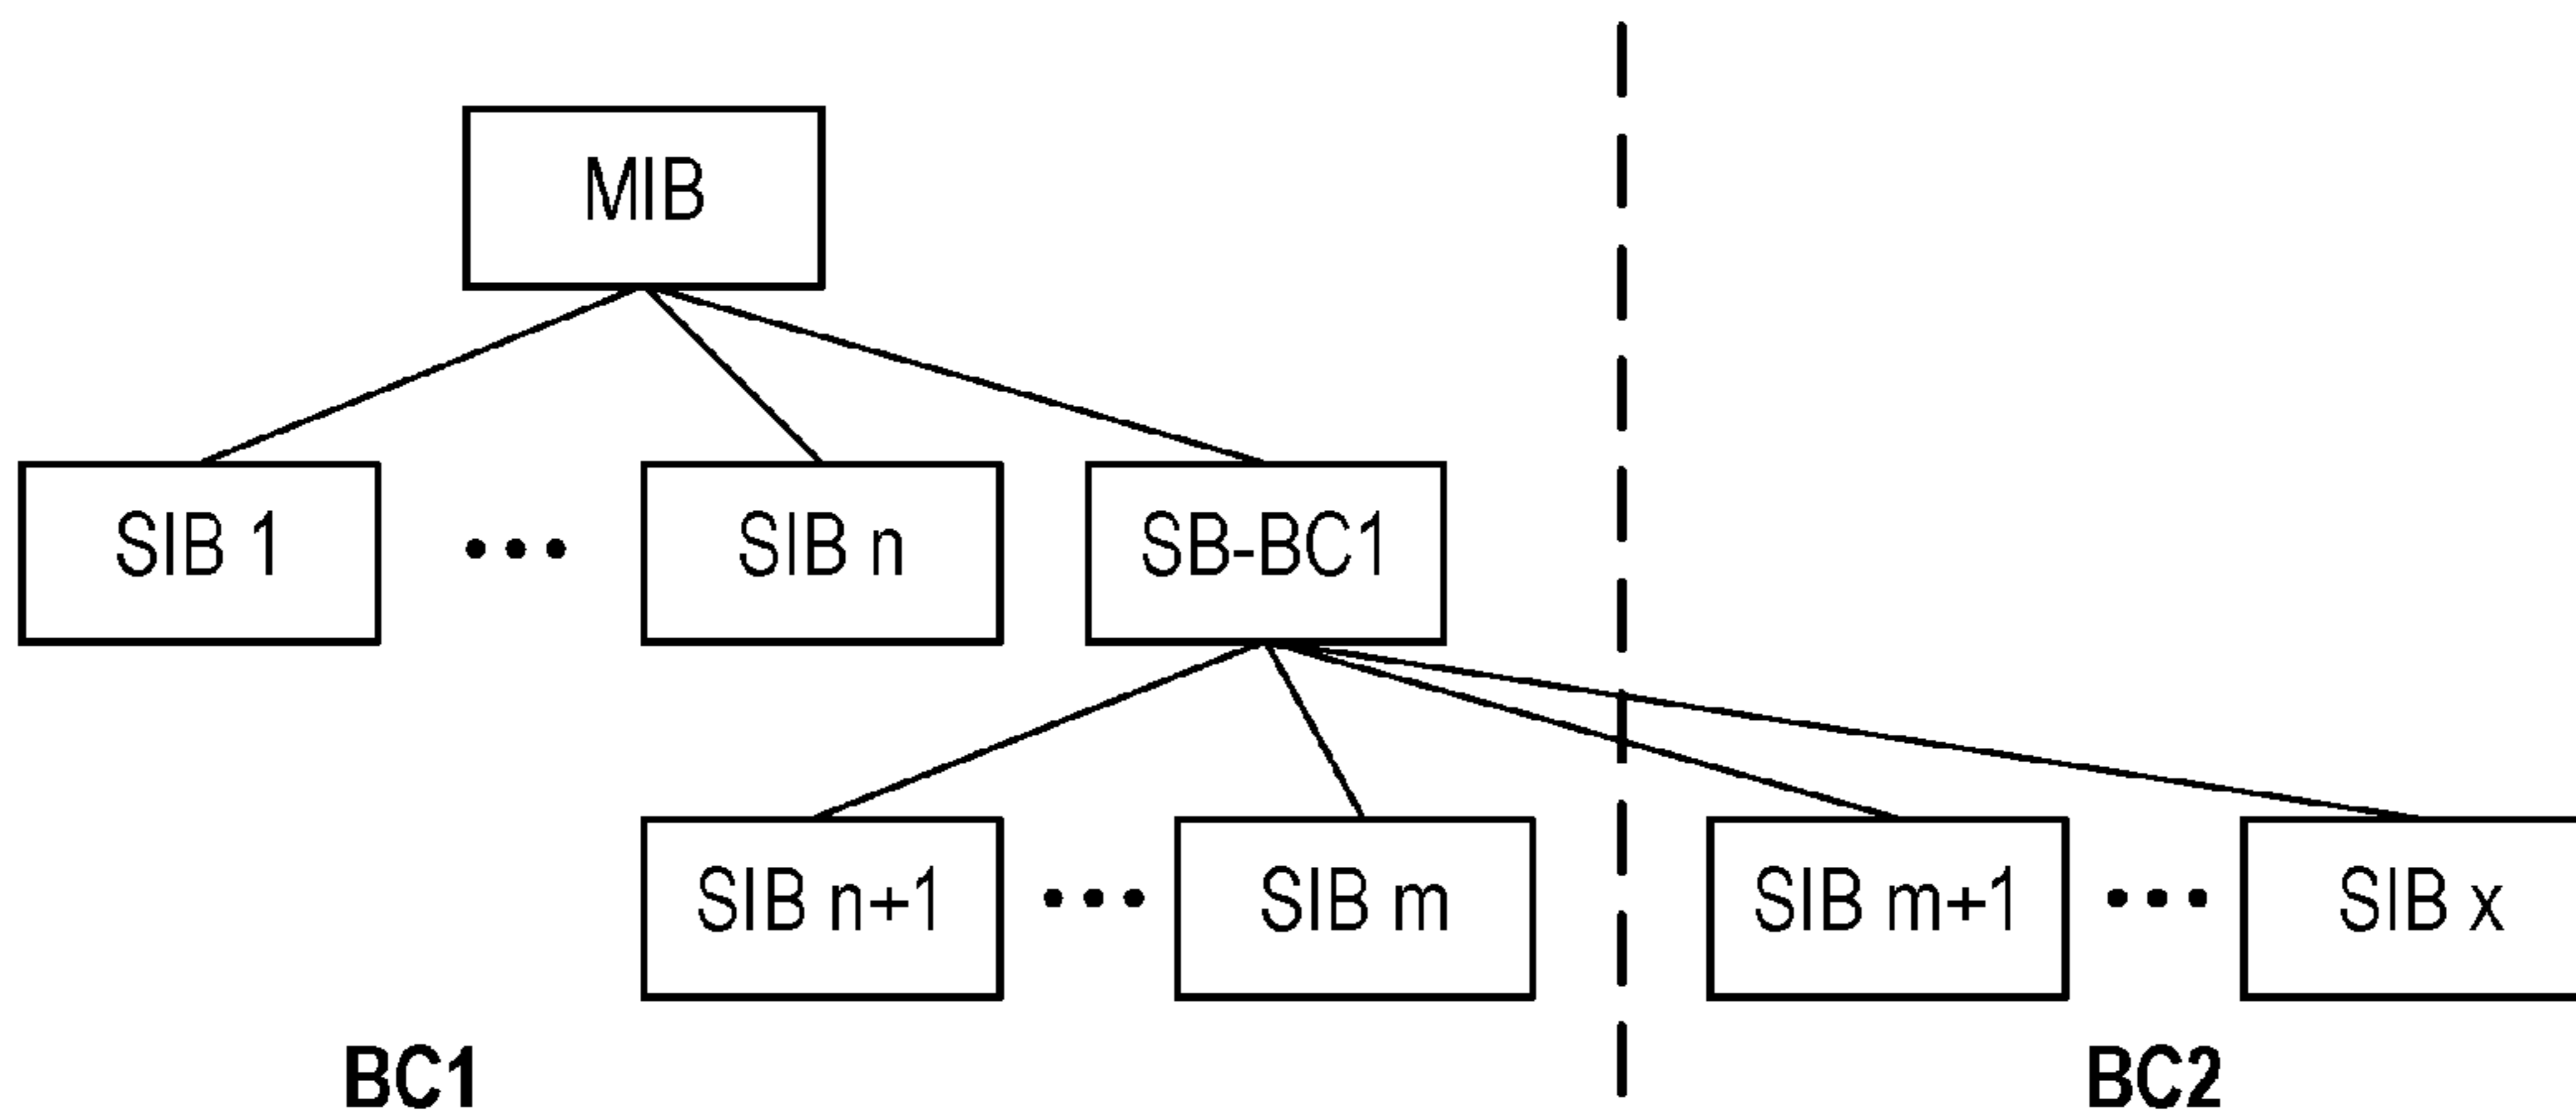 MIB
SIB 1 ••• SIB n SB-BC1
SIB n+1 ••• SIB m SIB m+1 ••• SIB x
BC1 BC2